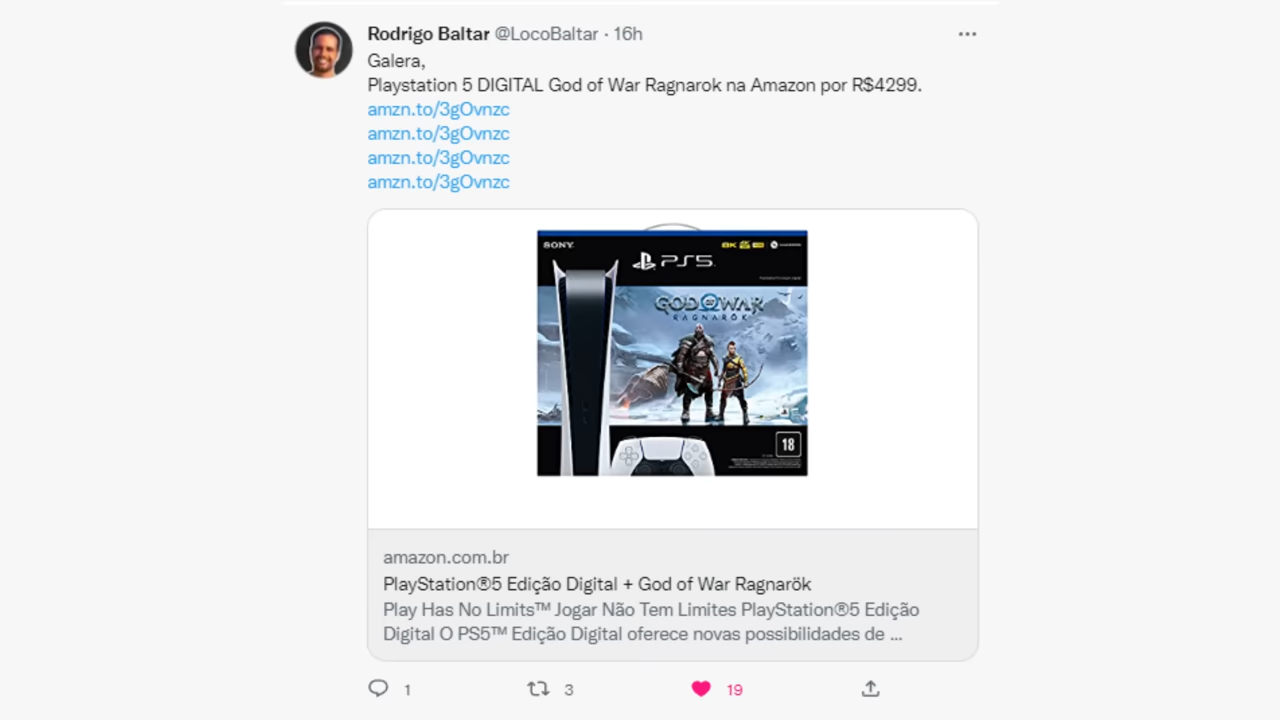 Rodrigo Baltar @LocoBaltar · 16h
Galera,
Playstation 5 DIGITAL God of War Ragnarok na Amazon por R$4299.
amzn.to/3gOvnzc
amzn.to/3gOvnzc
amzn.to/3gOvnzc
amzn.to/3gOvnzc
SONY
8K
PS5
GOD OF WAR
RAGNARÖK
18
amazon.com.br
PlayStation®5 Edição Digital + God of War Ragnarök
Play Has No Limits™ Jogar Não Tem Limites PlayStation®5 Edição
Digital O PS5™ Edição Digital oferece novas possibilidades de ...
1 3 19